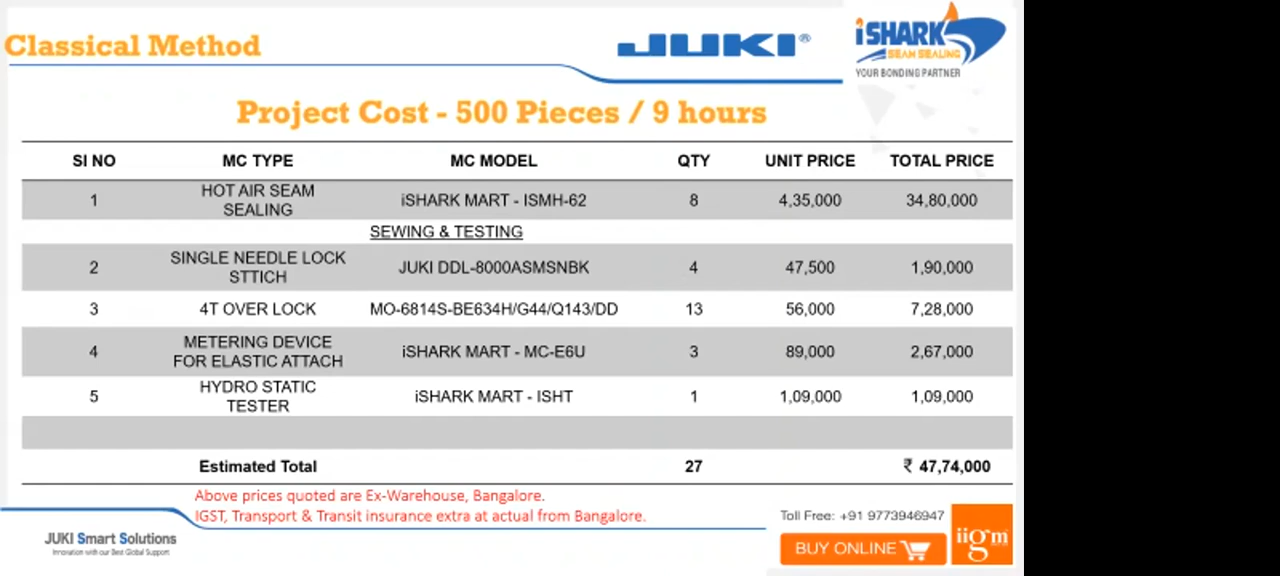 Classical Method
JUKI®
iSHARK
SEAM SEALING
YOUR BONDING PARTNER
Project Cost - 500 Pieces / 9 hours
SI NO MC TYPE MC MODEL QTY UNIT PRICE TOTAL PRICE
1 HOT AIR SEAM SEALING iSHARK MART - ISMH-62 8 4,35,000 34,80,000
SEWING & TESTING
2 SINGLE NEEDLE LOCK STTICH JUKI DDL-8000ASMSNBK 4 47,500 1,90,000
3 4T OVER LOCK MO-6814S-BE634H/G44/Q143/DD 13 56,000 7,28,000
4 METERING DEVICE FOR ELASTIC ATTACH iSHARK MART - MC-E6U 3 89,000 2,67,000
5 HYDRO STATIC TESTER iSHARK MART - ISHT 1 1,09,000 1,09,000
Estimated Total 27 ₹ 47,74,000
Above prices quoted are Ex-Warehouse, Bangalore.
IGST, Transport & Transit insurance extra at actual from Bangalore.
JUKI Smart Solutions
Innovation with our Best Global Support
Toll Free: +91 9773946947
BUY ONLINE
iigm